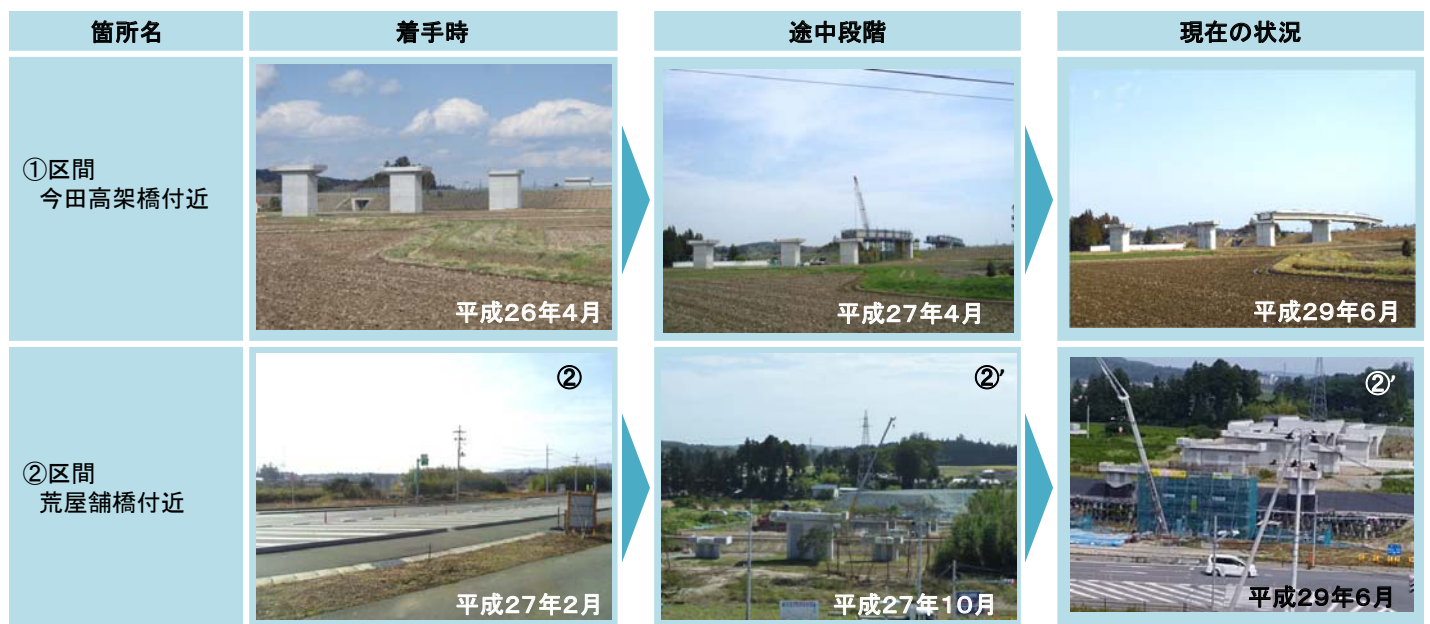 箇所名
着手時
途中段階
現在の状況
①区間
今田高架橋付近
平成26年4月
平成27年4月
平成29年6月
②区間
荒屋舗橋付近
②
平成27年2月
②′
平成27年10月
②′
平成29年6月